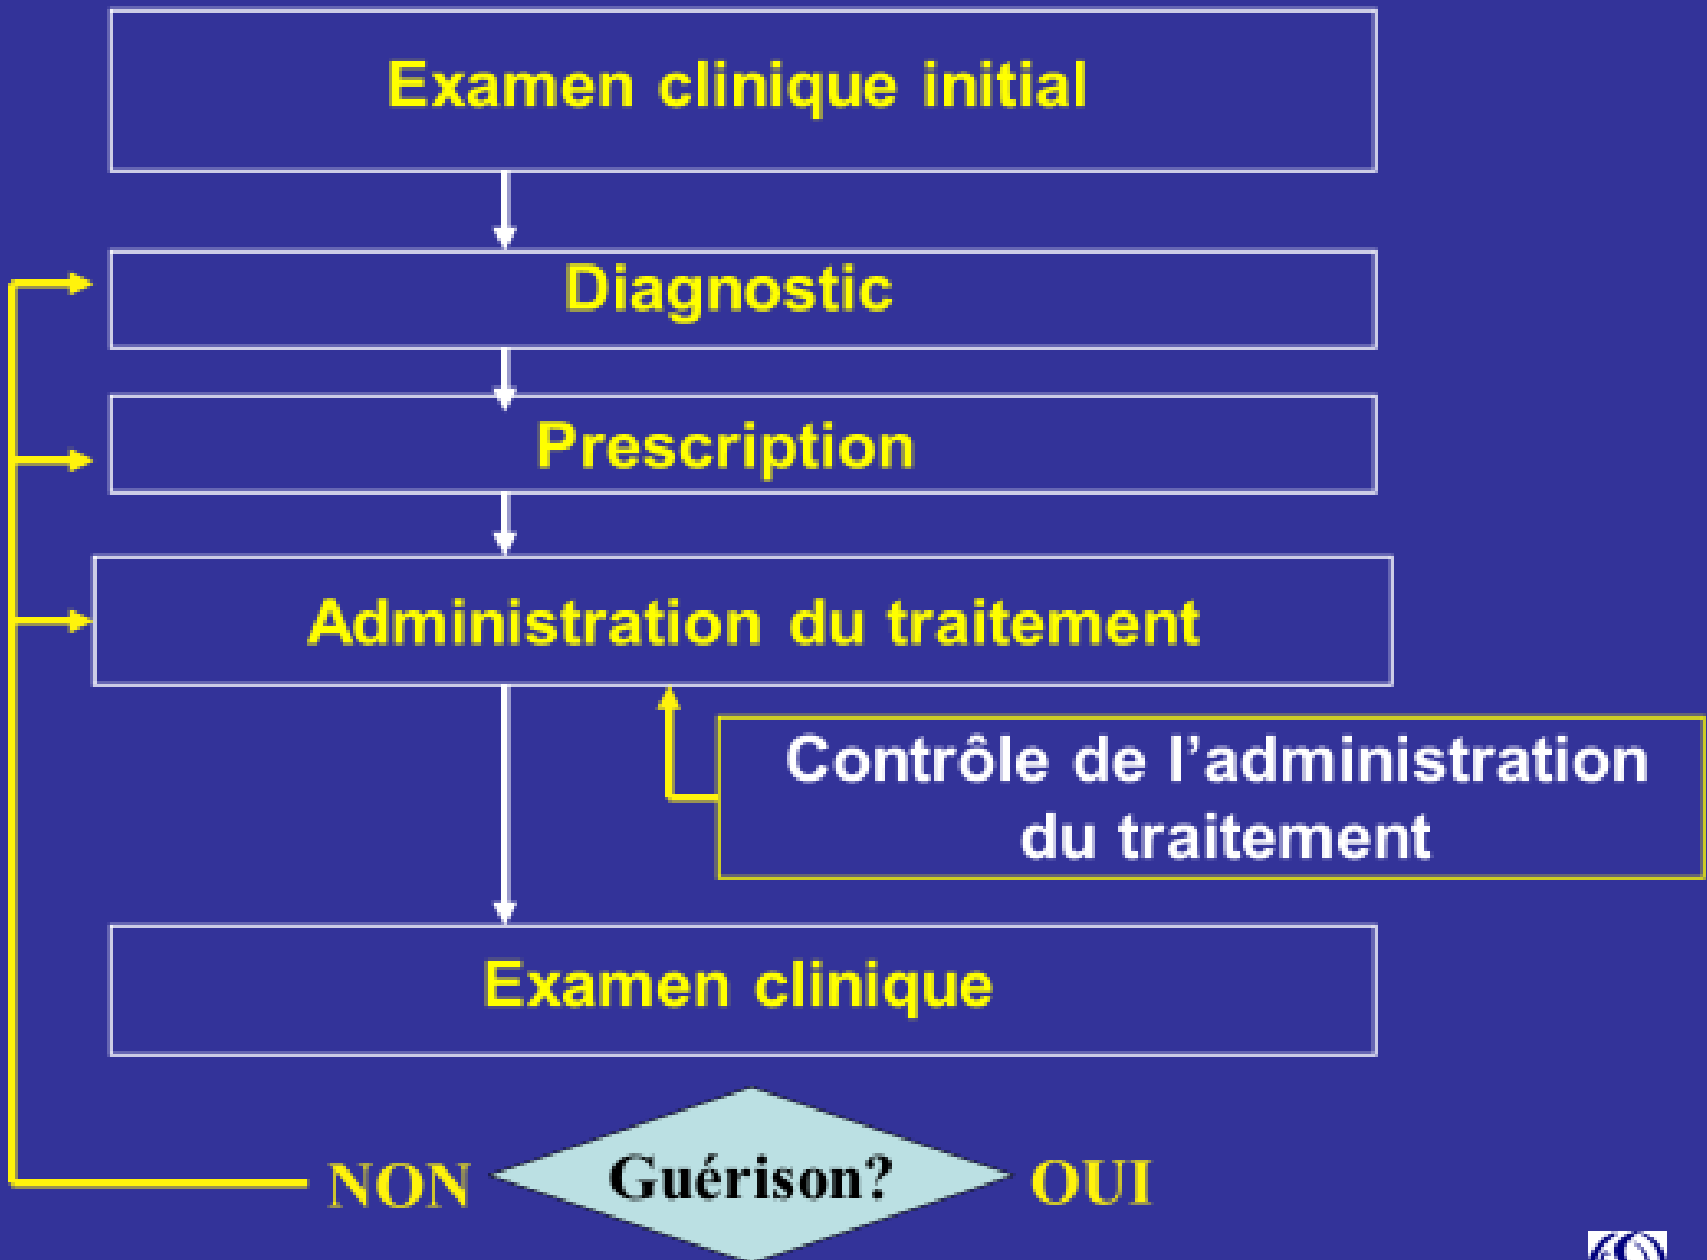 Examen clinique initial
Diagnostic
Prescription
Administration du traitement
Contrôle de l’administration
du traitement
Examen clinique
NON Guérison? OUI